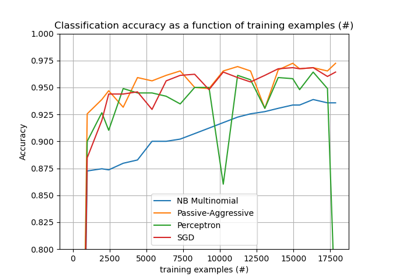 Classification accuracy as a function of training examples (#)
1.000
0.975
0.950
0.925
0.900
0.875
0.850
0.825
0.800
Accuracy
NB Multinomial
Passive-Aggressive
Perceptron
SGD
0 2500 5000 7500 10000 12500 15000 17500
training examples (#)